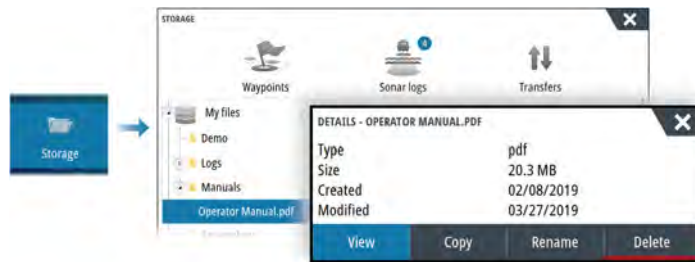 STORAGE
4
Waypoints
Sonar logs
Transfers
Storage
My files
Demo
Logs
Manuals
Operator Manual.pdf
DETAILS - OPERATOR MANUAL.PDF
Type pdf
Size 20.3 MB
Created 02/08/2019
Modified 03/27/2019
View Copy Rename Delete